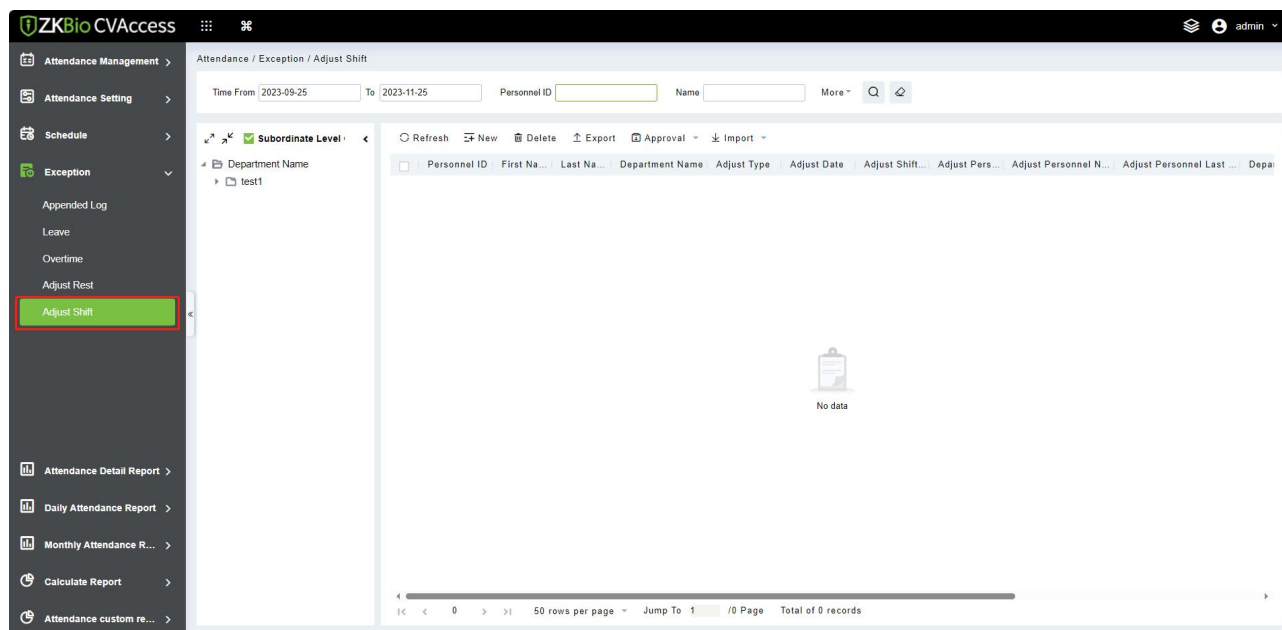 ZKBio CVAccess
admin
Attendance Management
Attendance Setting
Schedule
Exception
Appended Log
Leave
Overtime
Adjust Rest
Adjust Shift
Attendance Detail Report
Daily Attendance Report
Monthly Attendance R...
Calculate Report
Attendance custom re...
Attendance / Exception / Adjust Shift
Time From 2023-09-25 To 2023-11-25 Personnel ID Name More
Subordinate Level
Department Name
test1
Refresh New Delete Export Approval Import
Personnel ID First Na... Last Na... Department Name Adjust Type Adjust Date Adjust Shift... Adjust Pers... Adjust Personnel N... Adjust Personnel Last ... Depa
No data
0 50 rows per page Jump To 1 /0 Page Total of 0 records